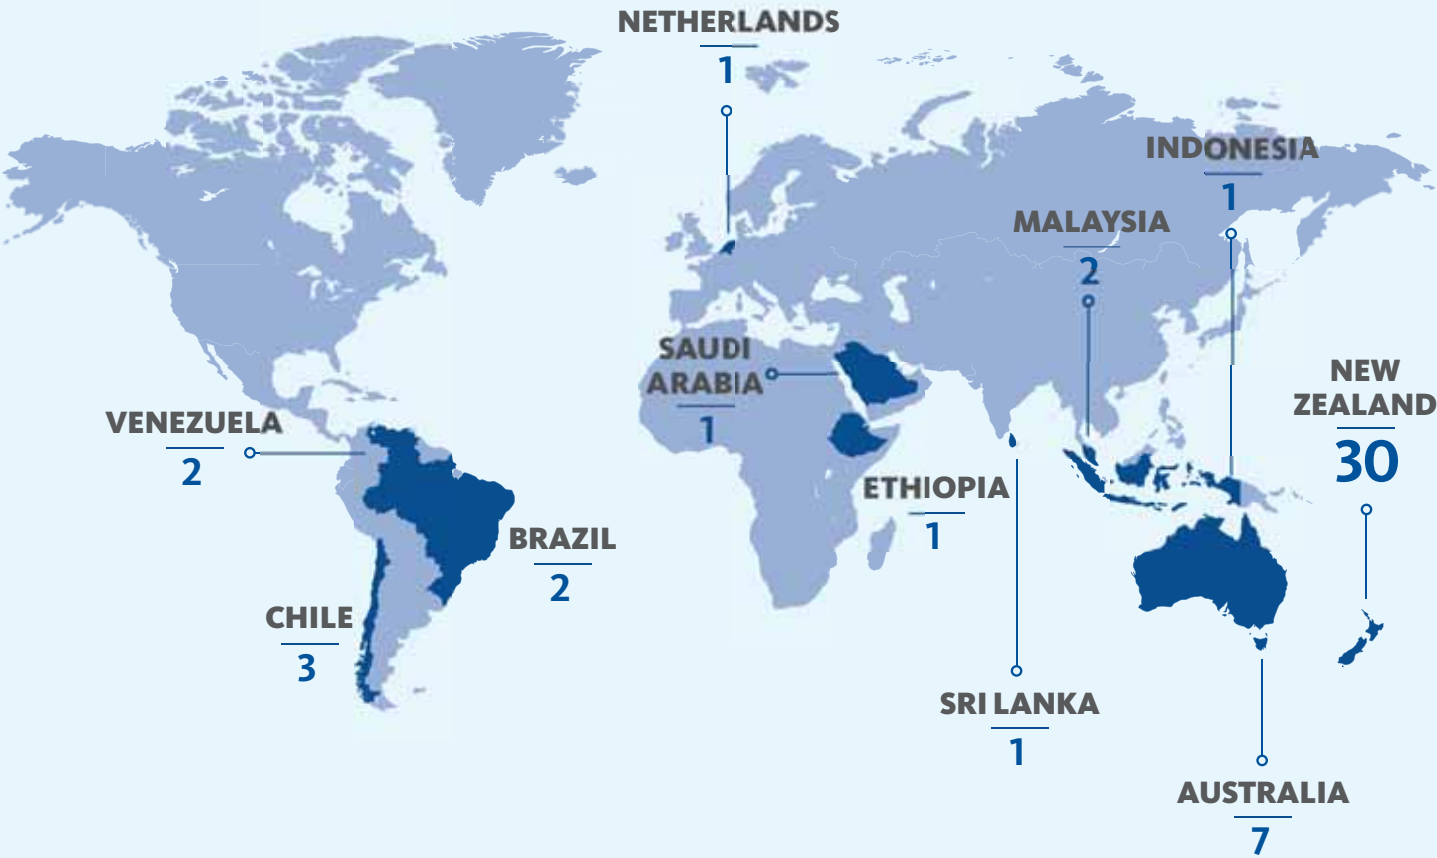 NETHERLANDS
1
INDONESIA
1
MALAYSIA
2
SAUDI
ARABIA
1
NEW
ZEALAND
30
VENEZUELA
2
ETHIOPIA
1
BRAZIL
2
CHILE
3
SRI LANKA
1
AUSTRALIA
7